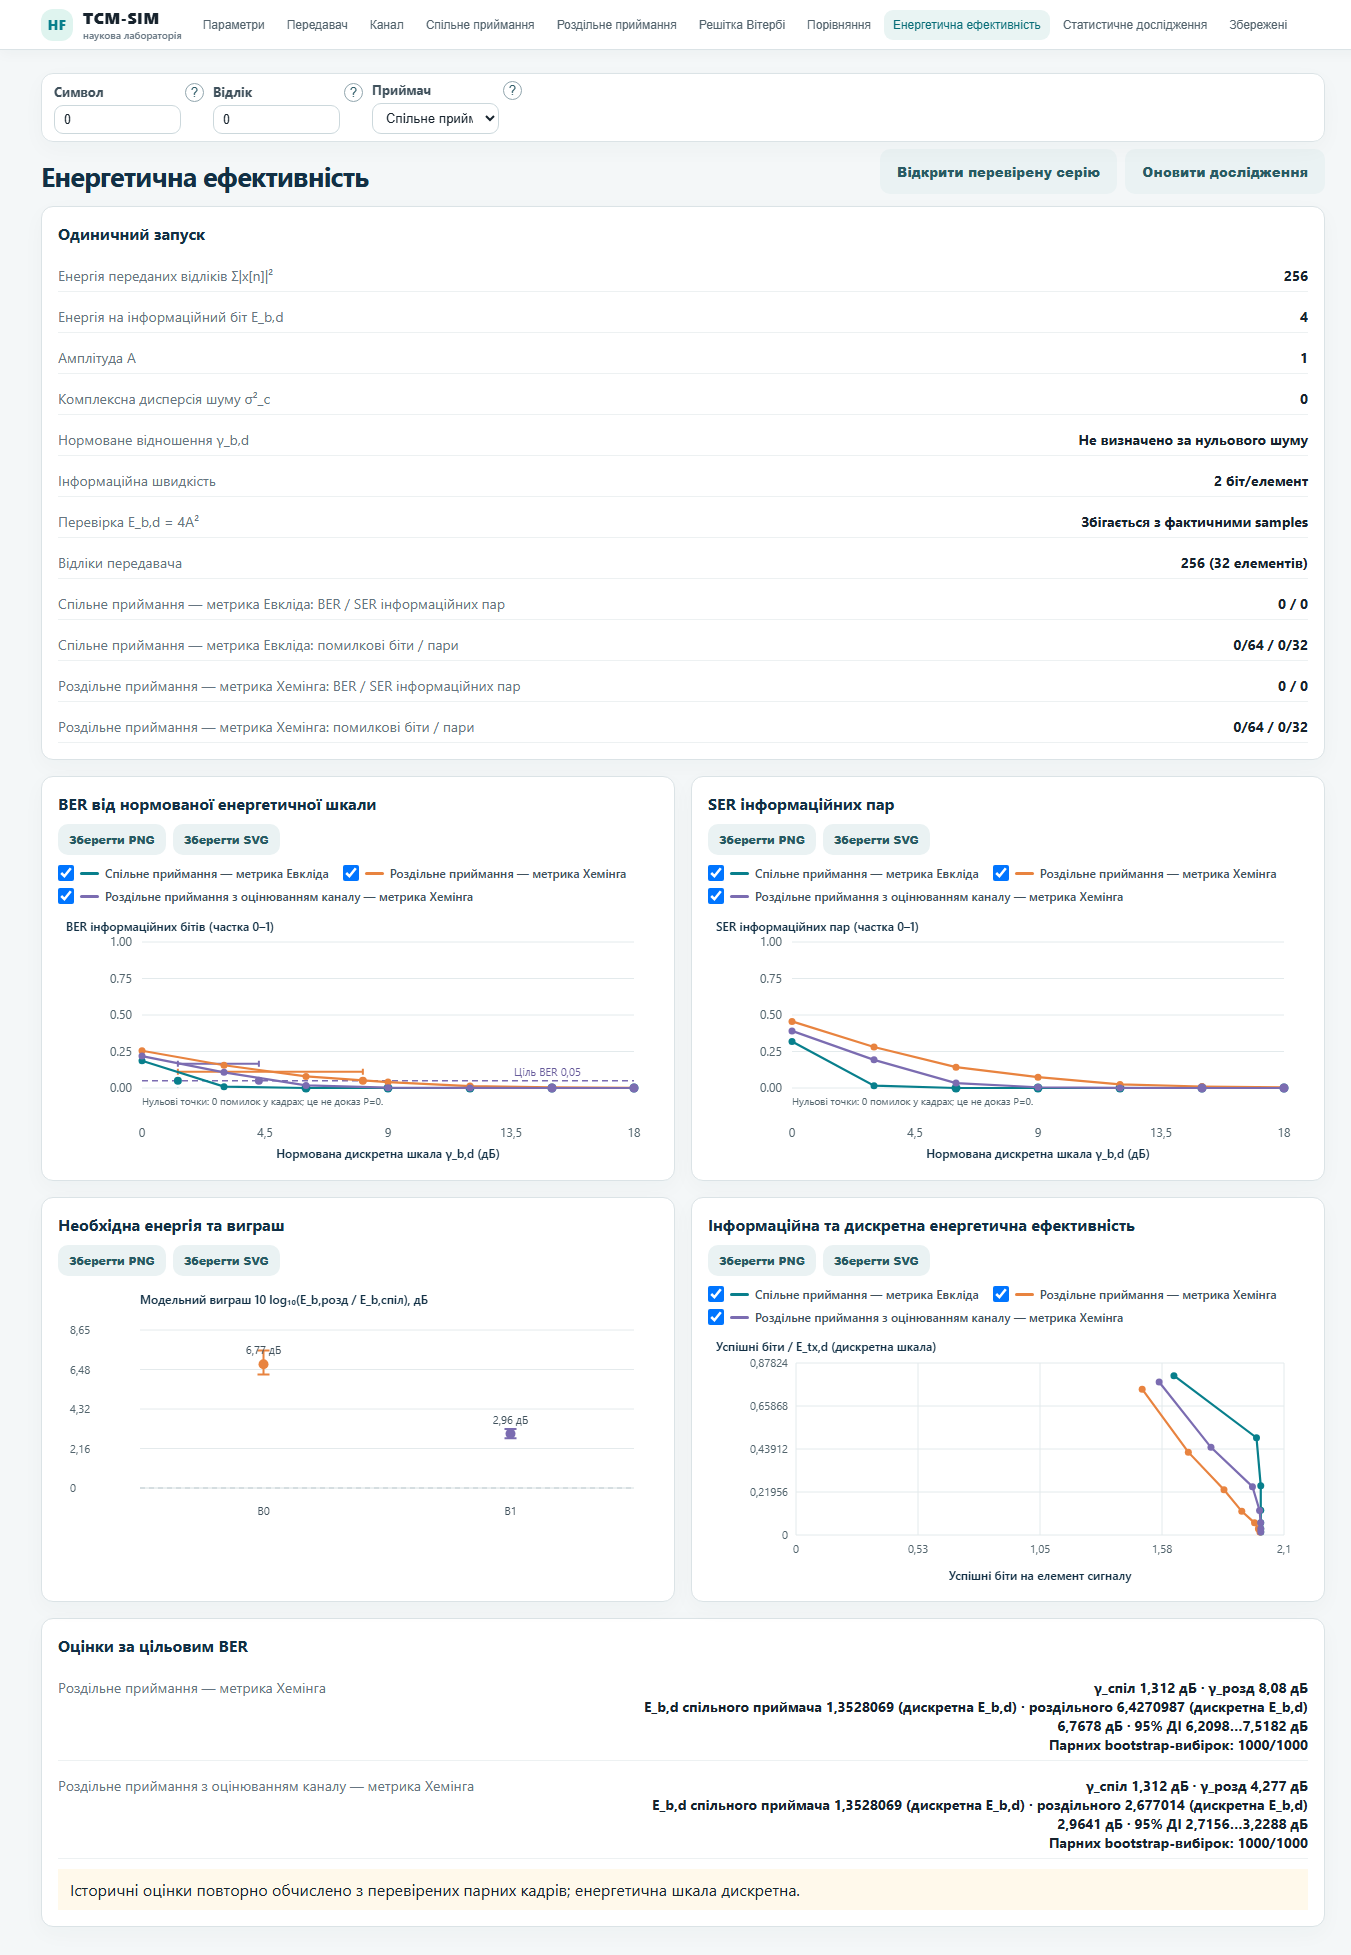 HF
TCM-SIM
наукова лабораторія
Параметри
Передавач
Канал
Спільне приймання
Роздільне приймання
Решітка Вітербі
Порівняння
Енергетична ефективність
Статистичне дослідження
Збережені
Символ
?
Відлік
?
Приймач
?
0
0
Спільне прийм
Енергетична ефективність
Відкрити перевірену серію
Оновити дослідження
Одиничний запуск
Енергія переданих відліків Σ|x[n]|²
256
Енергія на інформаційний біт E_b,d
4
Амплітуда A
1
Комплексна дисперсія шуму σ²_c
0
Нормоване відношення γ_b,d
Не визначено за нульового шуму
Інформаційна швидкість
2 біт/елемент
Перевірка E_b,d = 4A²
Збігається з фактичними samples
Відліки передавача
256 (32 елементів)
Спільне приймання — метрика Евкліда: BER / SER інформаційних пар
0 / 0
Спільне приймання — метрика Евкліда: помилкові біти / пари
0/64 / 0/32
Роздільне приймання — метрика Хемінга: BER / SER інформаційних пар
0 / 0
Роздільне приймання — метрика Хемінга: помилкові біти / пари
0/64 / 0/32
BER від нормованої енергетичної шкали
Зберегти PNG
Зберегти SVG
Спільне приймання — метрика Евкліда
Роздільне приймання — метрика Хемінга
Роздільне приймання з оцінюванням каналу — метрика Хемінга
BER інформаційних бітів (частка 0–1)
1.00
0.75
0.50
0.25
0.00
Ціль BER 0,05
Нульові точки: 0 помилок у кадрах; це не доказ P=0.
0
4,5
9
13,5
18
Нормована дискретна шкала γ_b,d (дБ)
SER інформаційних пар
Зберегти PNG
Зберегти SVG
Спільне приймання — метрика Евкліда
Роздільне приймання — метрика Хемінга
Роздільне приймання з оцінюванням каналу — метрика Хемінга
SER інформаційних пар (частка 0–1)
1.00
0.75
0.50
0.25
0.00
Нульові точки: 0 помилок у кадрах; це не доказ P=0.
0
4,5
9
13,5
18
Нормована дискретна шкала γ_b,d (дБ)
Необхідна енергія та виграш
Зберегти PNG
Зберегти SVG
Модельний виграш 10 log₁₀(E_b,розд / E_b,спіл), дБ
8,65
6,48
4,32
2,16
0
6,77 дБ
2,96 дБ
B0
B1
Інформаційна та дискретна енергетична ефективність
Зберегти PNG
Зберегти SVG
Спільне приймання — метрика Евкліда
Роздільне приймання — метрика Хемінга
Роздільне приймання з оцінюванням каналу — метрика Хемінга
Успішні біти / E_tx,d (дискретна шкала)
0,87824
0,65868
0,43912
0,21956
0
0
0,53
1,05
1,58
2,1
Успішні біти на елемент сигналу
Оцінки за цільовим BER
Роздільне приймання — метрика Хемінга
γ_спіл 1,312 дБ · γ_розд 8,08 дБ
E_b,d спільного приймача 1,3528069 (дискретна E_b,d) · роздільного 6,4270987 (дискретна E_b,d)
6,7678 дБ · 95% ДІ 6,2098…7,5182 дБ
Парних bootstrap-вибірок: 1000/1000
Роздільне приймання з оцінюванням каналу — метрика Хемінга
γ_спіл 1,312 дБ · γ_розд 4,277 дБ
E_b,d спільного приймача 1,3528069 (дискретна E_b,d) · роздільного 2,677014 (дискретна E_b,d)
2,9641 дБ · 95% ДІ 2,7156…3,2288 дБ
Парних bootstrap-вибірок: 1000/1000
Історичні оцінки повторно обчислено з перевірених парних кадрів; енергетична шкала дискретна.